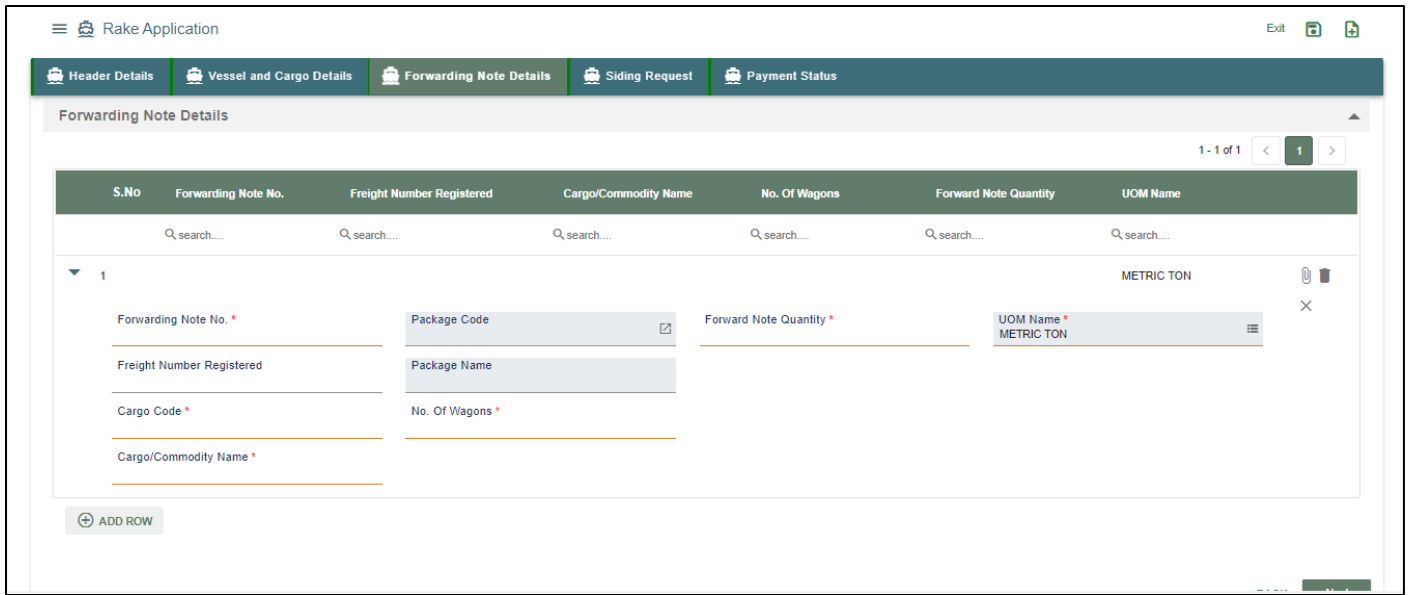 Rake Application Exit
Header Details Vessel and Cargo Details Forwarding Note Details Siding Request Payment Status
Forwarding Note Details
1 - 1 of 1 < 1 >
S.No Forwarding Note No. Freight Number Registered Cargo/Commodity Name No. Of Wagons Forward Note Quantity UOM Name
search.... search.... search.... search.... search.... search....
1 METRIC TON
Forwarding Note No. * Package Code Forward Note Quantity * UOM Name *
METRIC TON
Freight Number Registered Package Name
Cargo Code * No. Of Wagons *
Cargo/Commodity Name *
ADD ROW